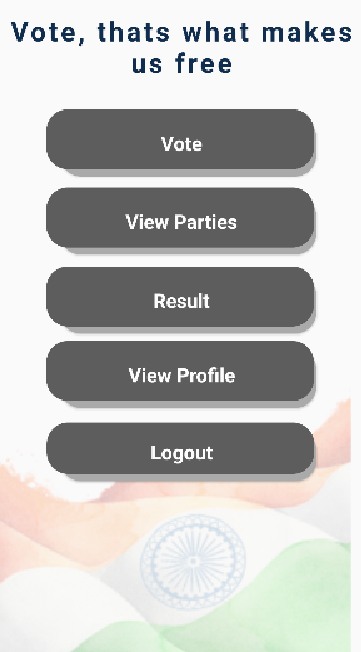 Vote, thats what makes
us free
Vote
View Parties
Result
View Profile
Logout